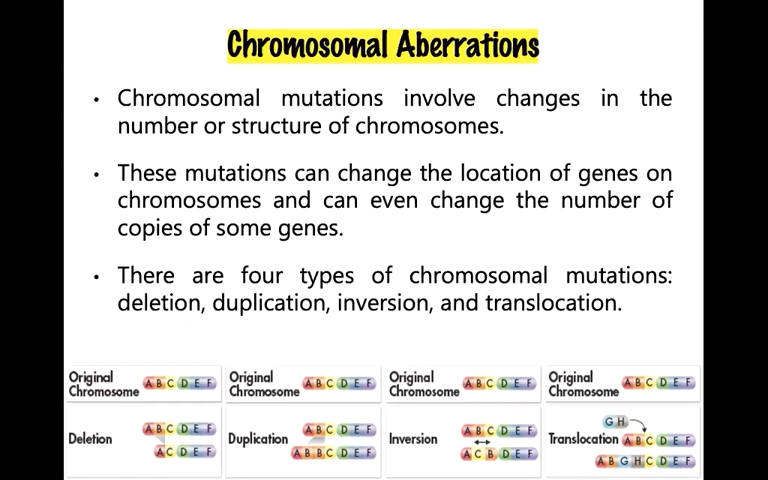 Chromosomal Aberrations
• Chromosomal mutations involve changes in the
number or structure of chromosomes.
• These mutations can change the location of genes on
chromosomes and can even change the number of
copies of some genes.
• There are four types of chromosomal mutations:
deletion, duplication, inversion, and translocation.
Original
Chromosome
A B C D E F
Deletion
A B C D E F
A C D E F
Original
Chromosome
A B C D E F
Duplication
A B C D E F
A B B C D E F
Original
Chromosome
A B C D E F
Inversion
A B C D E F
A C B D E F
Original
Chromosome
A B C D E F
G H
Translocation
A B C D E F
A B G H C D E F